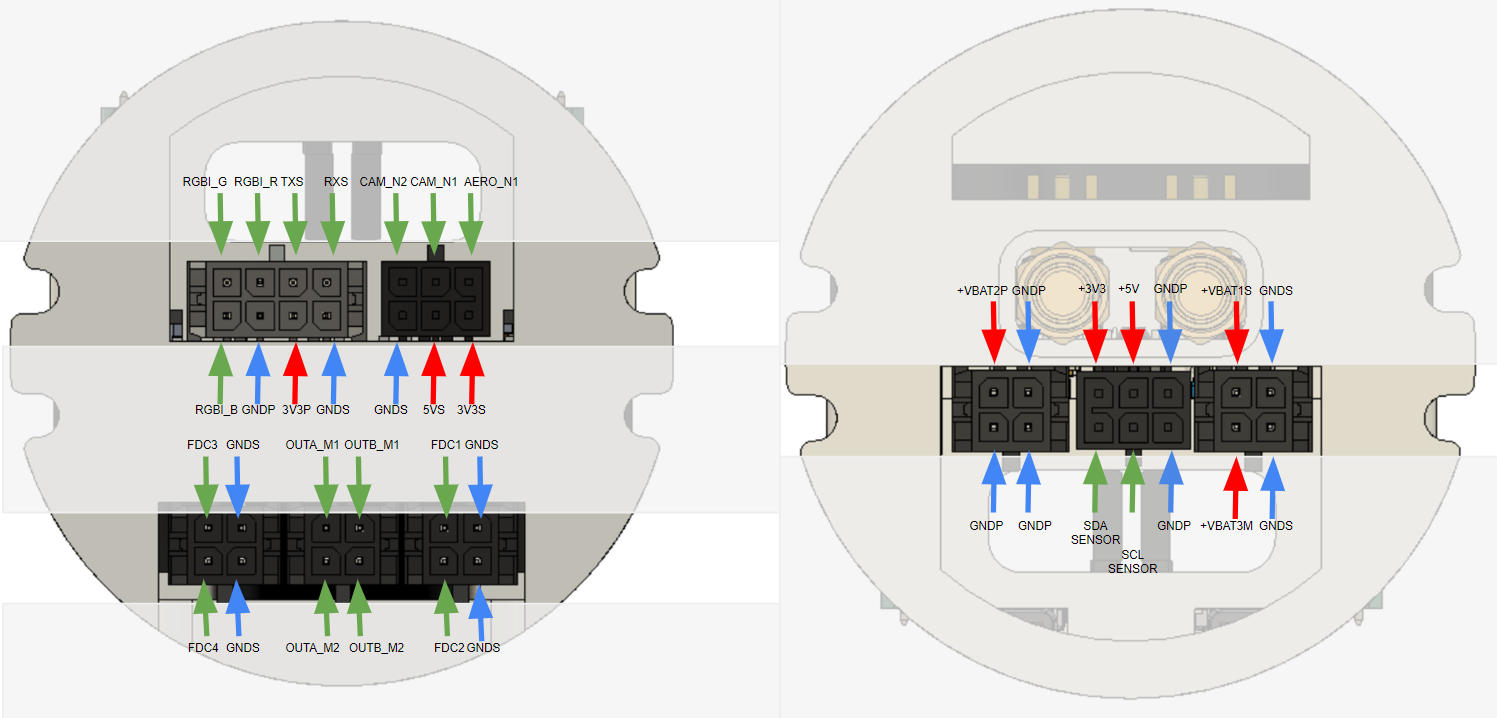 RGBI_G RGBI_R TXS RXS CAM_N2 CAM_N1 AERO_N1
RGBI_B GNDP 3V3P GNDS GNDS 5VS 3V3S
FDC3 GNDS OUTA_M1 OUTB_M1 FDC1 GNDS
FDC4 GNDS OUTA_M2 OUTB_M2 FDC2 GNDS
+VBAT2P GNDP +3V3 +5V GNDP +VBAT1S GNDS
GNDP GNDP SDA SENSOR SCL SENSOR GNDP +VBAT3M GNDS